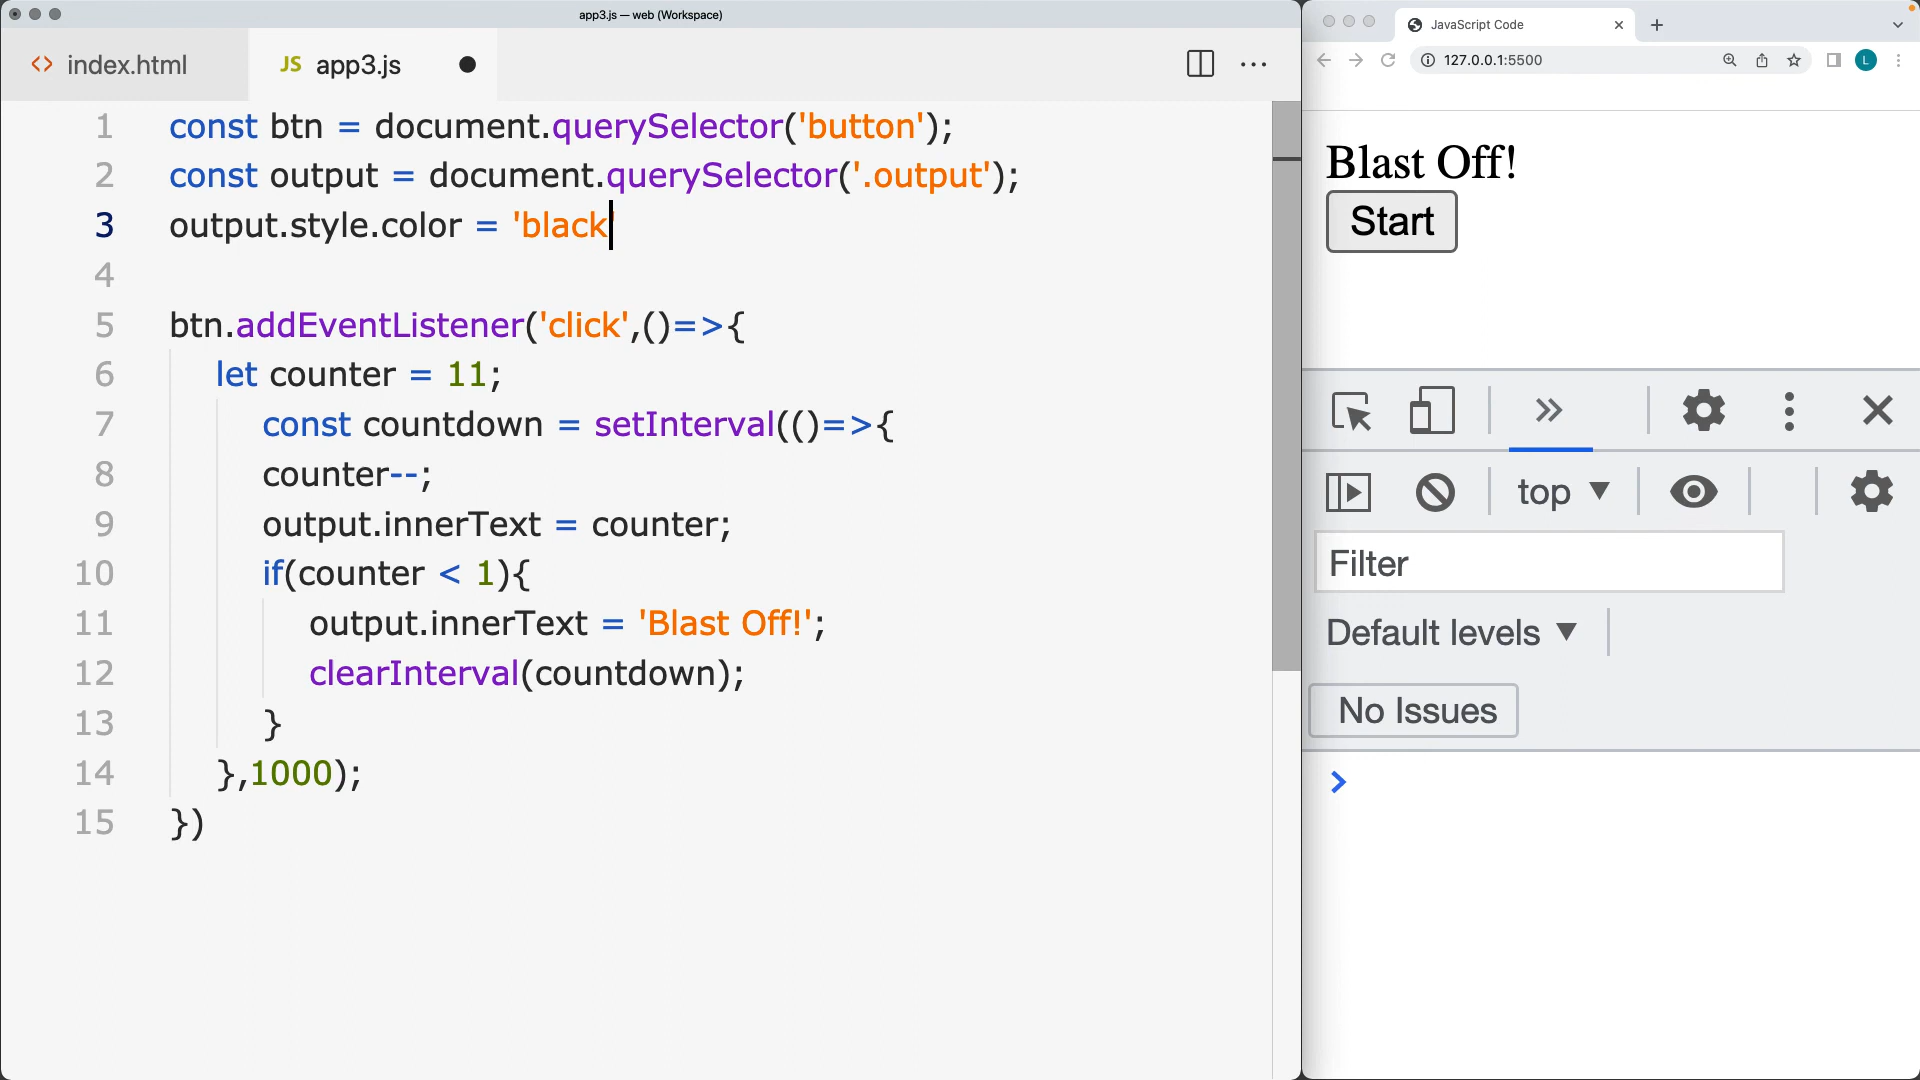 app3.js — web (Workspace)
<> index.html
JS app3.js
1 const btn = document.querySelector('button');
2 const output = document.querySelector('.output');
3 output.style.color = 'black'
4
5 btn.addEventListener('click',()=>{
6 let counter = 11;
7 const countdown = setInterval(()=>{
8 counter--;
9 output.innerText = counter;
10 if(counter < 1){
11 output.innerText = 'Blast Off!';
12 clearInterval(countdown);
13 }
14 },1000);
15 })
JavaScript Code
127.0.0.1:5500
L
Blast Off!
Start
top
Filter
Default levels
No Issues